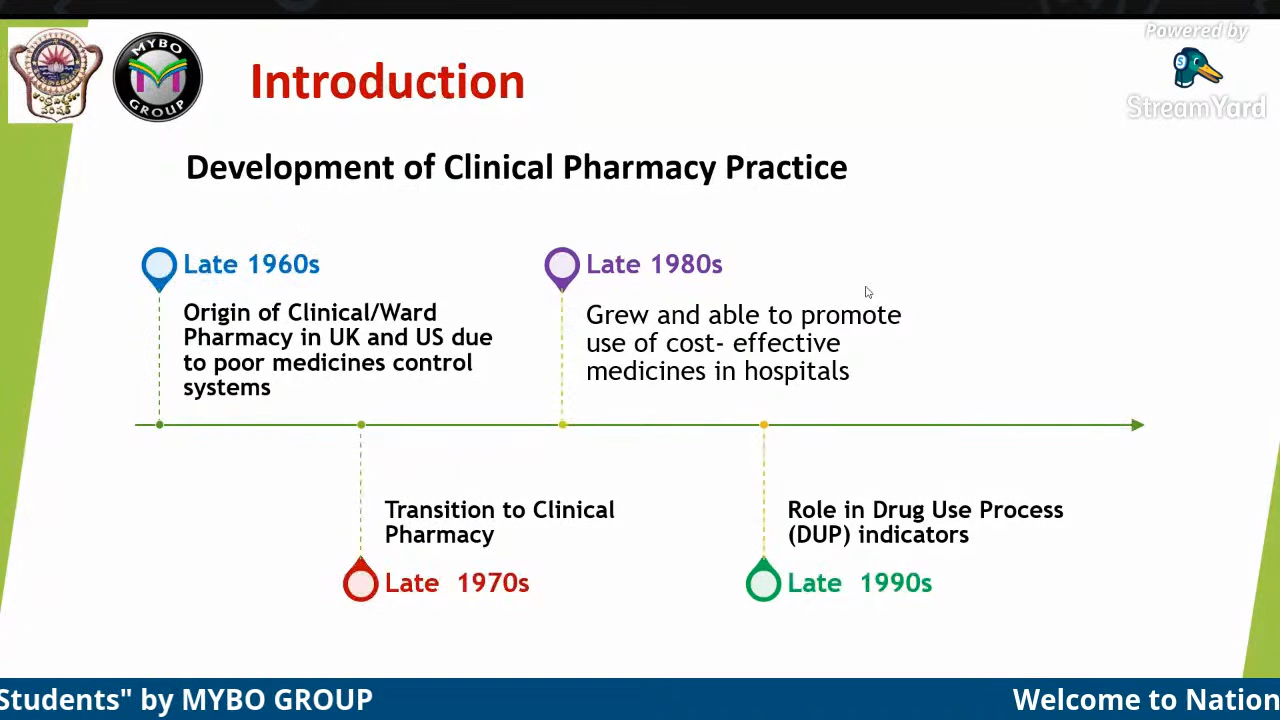 MYBO
GROUP
Introduction
Powered by
StreamYard
Development of Clinical Pharmacy Practice
Late 1960s
Origin of Clinical/Ward
Pharmacy in UK and US due
to poor medicines control
systems
Late 1980s
Grew and able to promote
use of cost- effective
medicines in hospitals
Transition to Clinical
Pharmacy
Late 1970s
Role in Drug Use Process
(DUP) indicators
Late 1990s
Students" by MYBO GROUP
Welcome to Nation